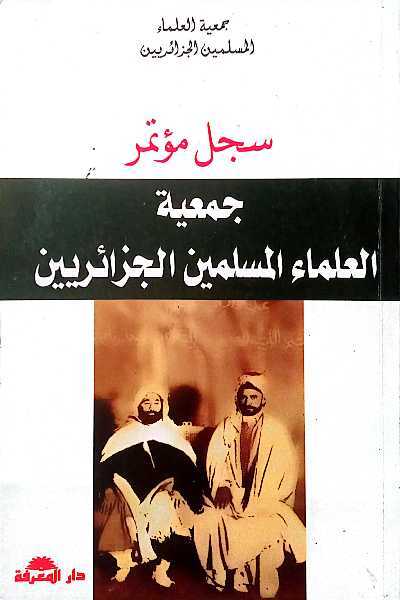 جمعية العلماء
المسلمين الجزائريين
سجل مؤتمر
جمعية
العلماء المسلمين الجزائريين
دار المعرفة